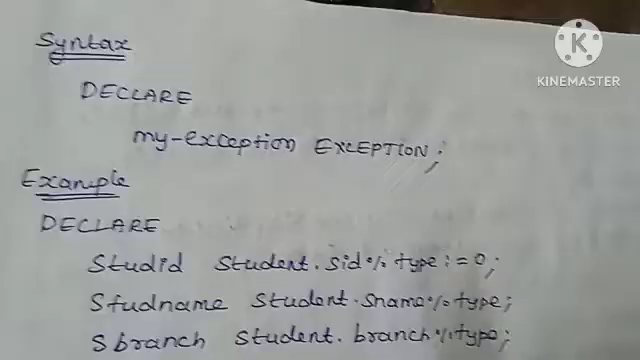 Syntax
KINEMASTER
DECLARE
my-exception EXCEPTION;
Example
DECLARE
Studid Student.sid%type:=0;
Studname Student.Sname%type;
Sbranch Student.branch%type;